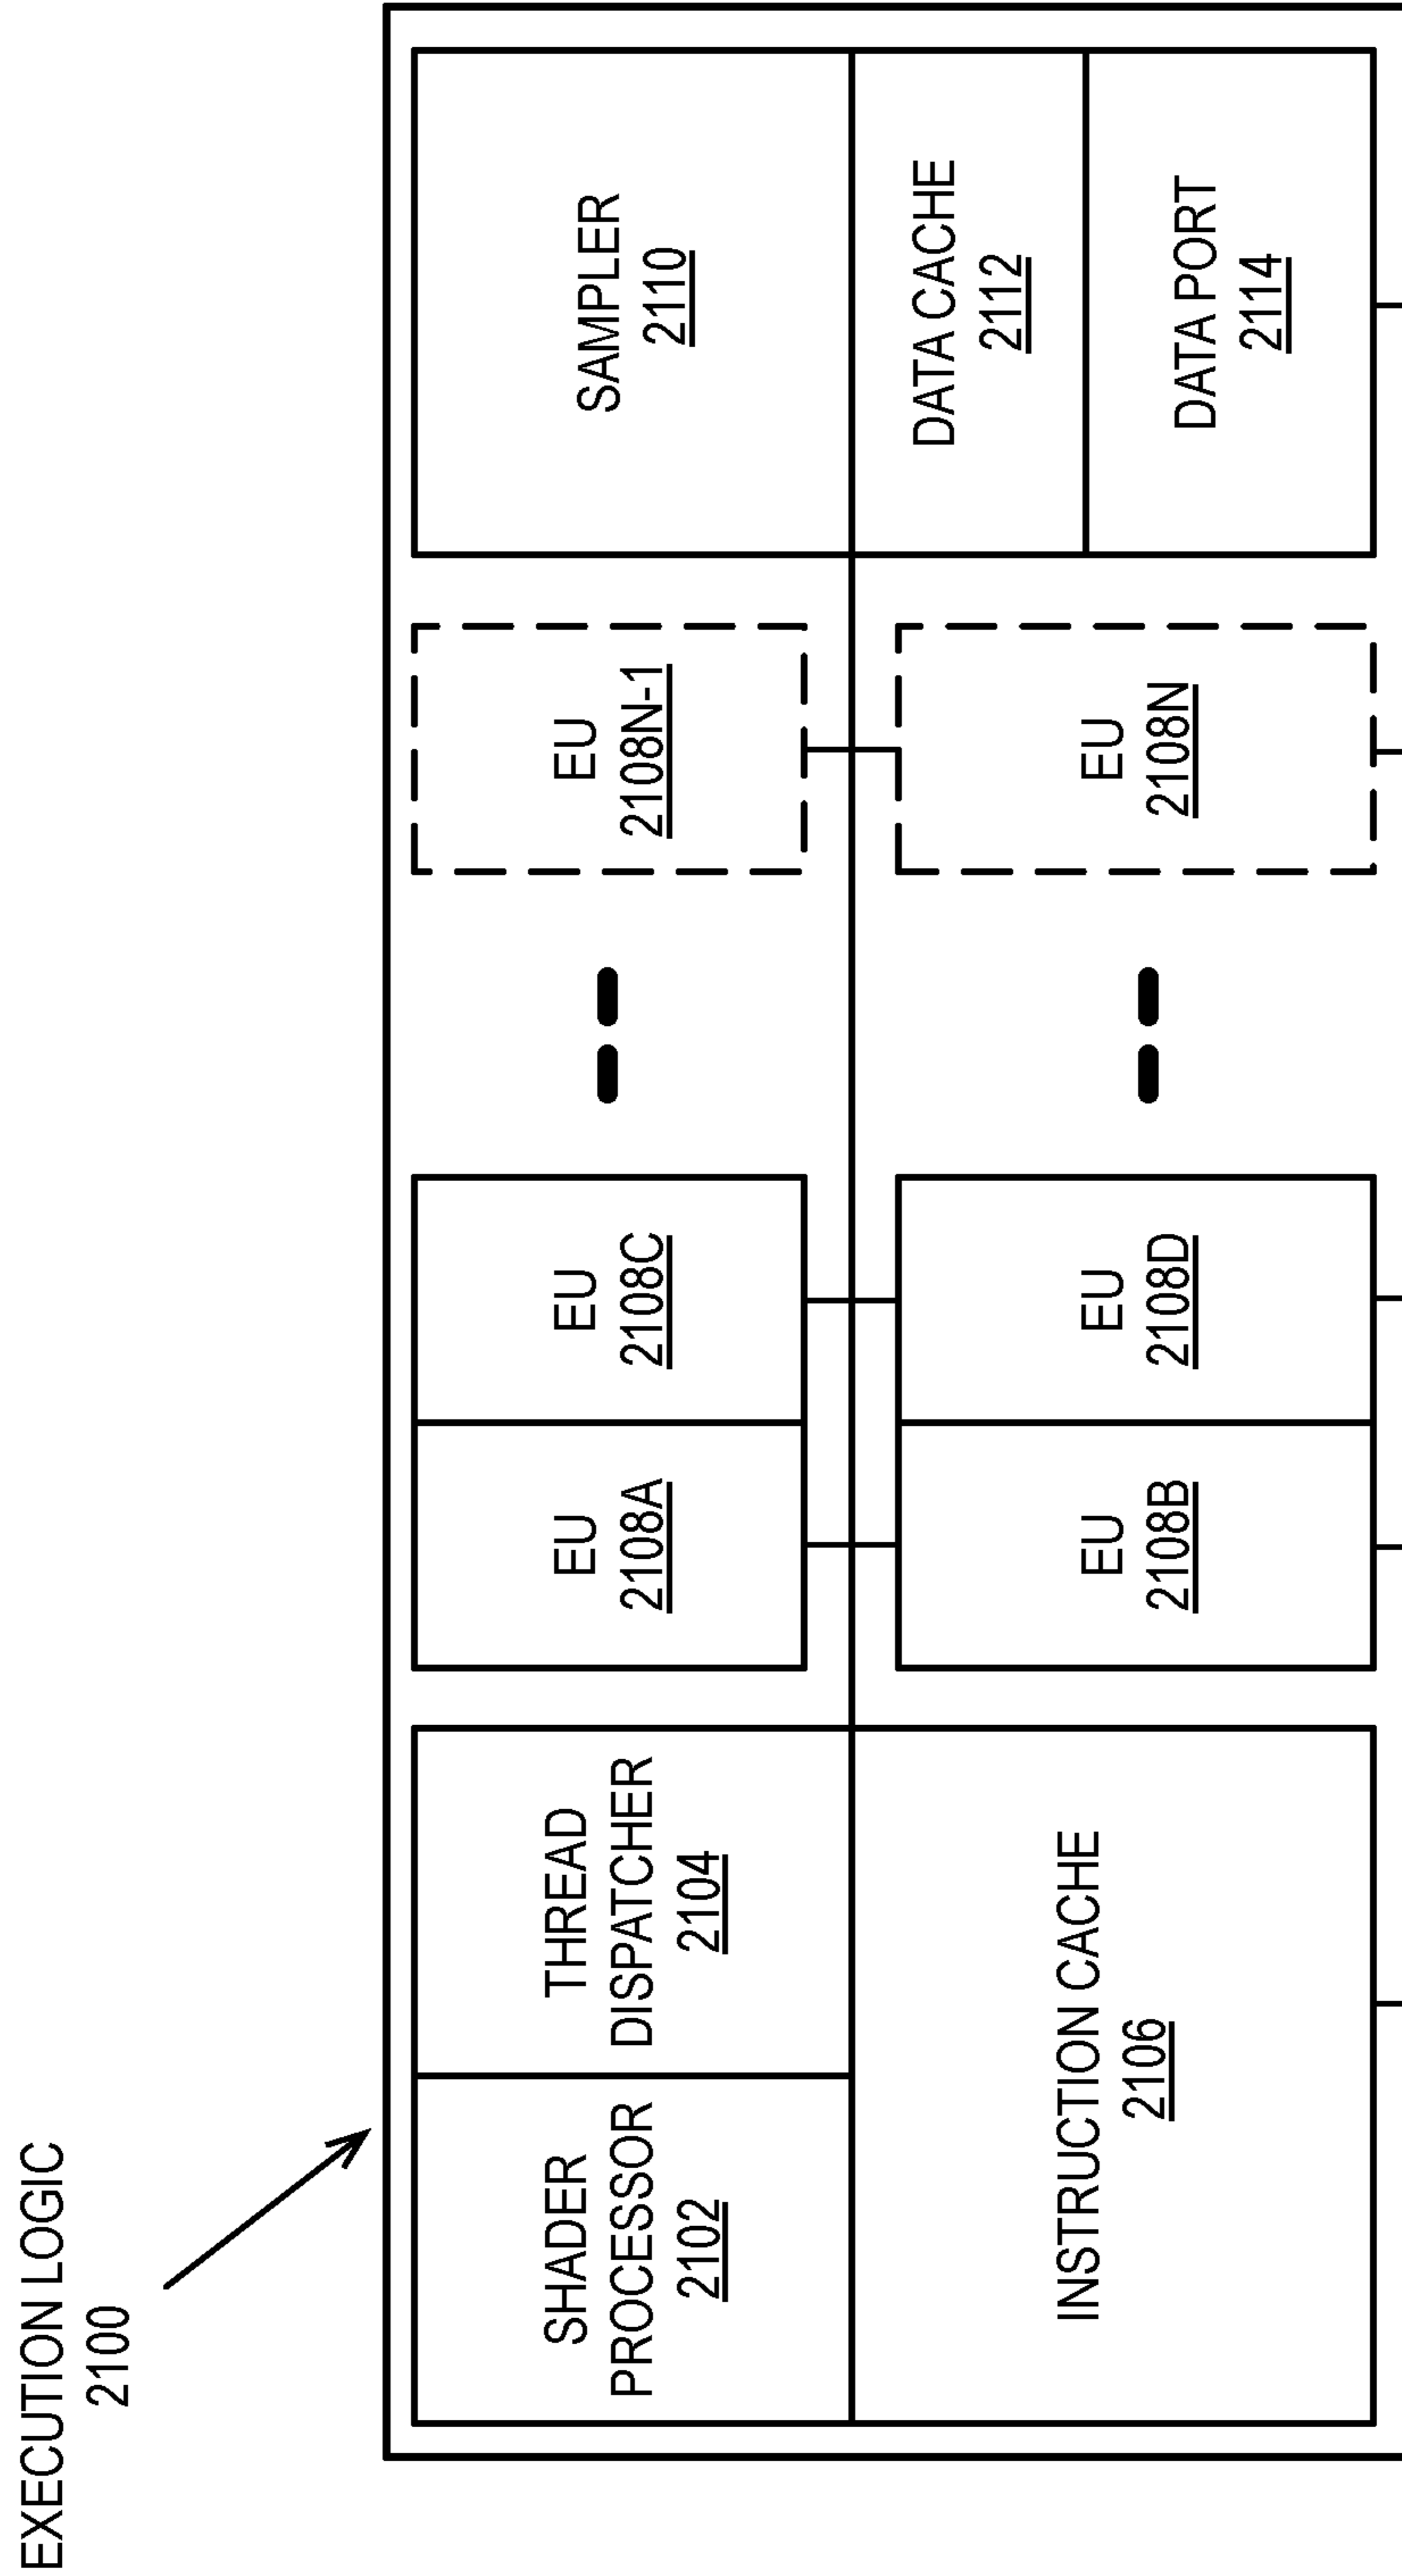 EXECUTION LOGIC
2100
SHADER
PROCESSOR
2102
THREAD
DISPATCHER
2104
INSTRUCTION CACHE
2106
EU
2108A
EU
2108C
EU
2108B
EU
2108D
EU
2108N-1
EU
2108N
SAMPLER
2110
DATA CACHE
2112
DATA PORT
2114